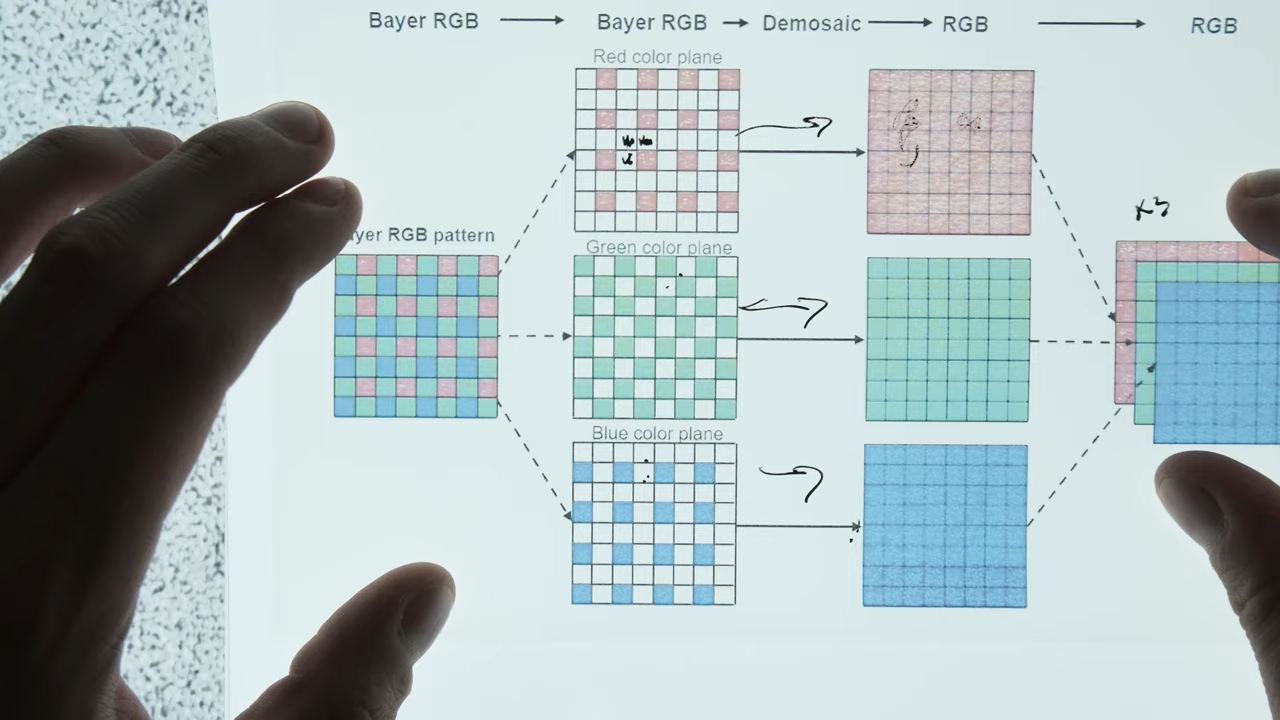 Bayer RGB Bayer RGB Demosaic RGB RGB
Red color plane
x3
yer RGB pattern
Green color plane
Blue color plane